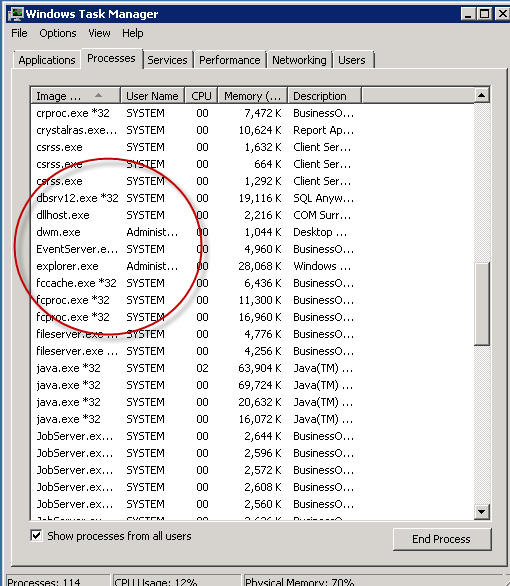 Windows Task Manager
File Options View Help
Applications Processes Services Performance Networking Users
Image ... User Name CPU Memory (... Description
crproc.exe *32 SYSTEM 00 7,472 K BusinessO...
crystalras.exe... SYSTEM 00 10,624 K Report Ap...
csrss.exe SYSTEM 00 1,632 K Client Ser...
csrss.exe SYSTEM 00 664 K Client Ser...
csrss.exe SYSTEM 00 1,292 K Client Ser...
dbsrv12.exe *32 SYSTEM 00 19,116 K SQL Anyw...
dllhost.exe SYSTEM 00 2,216 K COM Surr...
dwm.exe Administ... 00 1,044 K Desktop ...
EventServer.e... SYSTEM 00 4,960 K BusinessO...
explorer.exe Administ... 00 28,068 K Windows ...
fccache.exe *32 SYSTEM 00 6,436 K BusinessO...
fcproc.exe *32 SYSTEM 00 11,300 K BusinessO...
fcproc.exe *32 SYSTEM 00 16,960 K BusinessO...
fileserver.exe ... SYSTEM 00 4,776 K BusinessO...
fileserver.exe ... SYSTEM 00 4,256 K BusinessO...
java.exe *32 SYSTEM 02 63,904 K Java(TM) ...
java.exe *32 SYSTEM 00 69,724 K Java(TM) ...
java.exe *32 SYSTEM 00 20,632 K Java(TM) ...
java.exe *32 SYSTEM 00 16,072 K Java(TM) ...
JobServer.ex... SYSTEM 00 2,644 K BusinessO...
JobServer.ex... SYSTEM 00 2,596 K BusinessO...
JobServer.ex... SYSTEM 00 2,572 K BusinessO...
JobServer.ex... SYSTEM 00 2,608 K BusinessO...
JobServer.ex... SYSTEM 00 2,560 K BusinessO...
JobServer.ex... SYSTEM 00 K BusinessO...
Show processes from all users
End Process
Processes: 114 CPU Usage: 12% Physical Memory: 70%